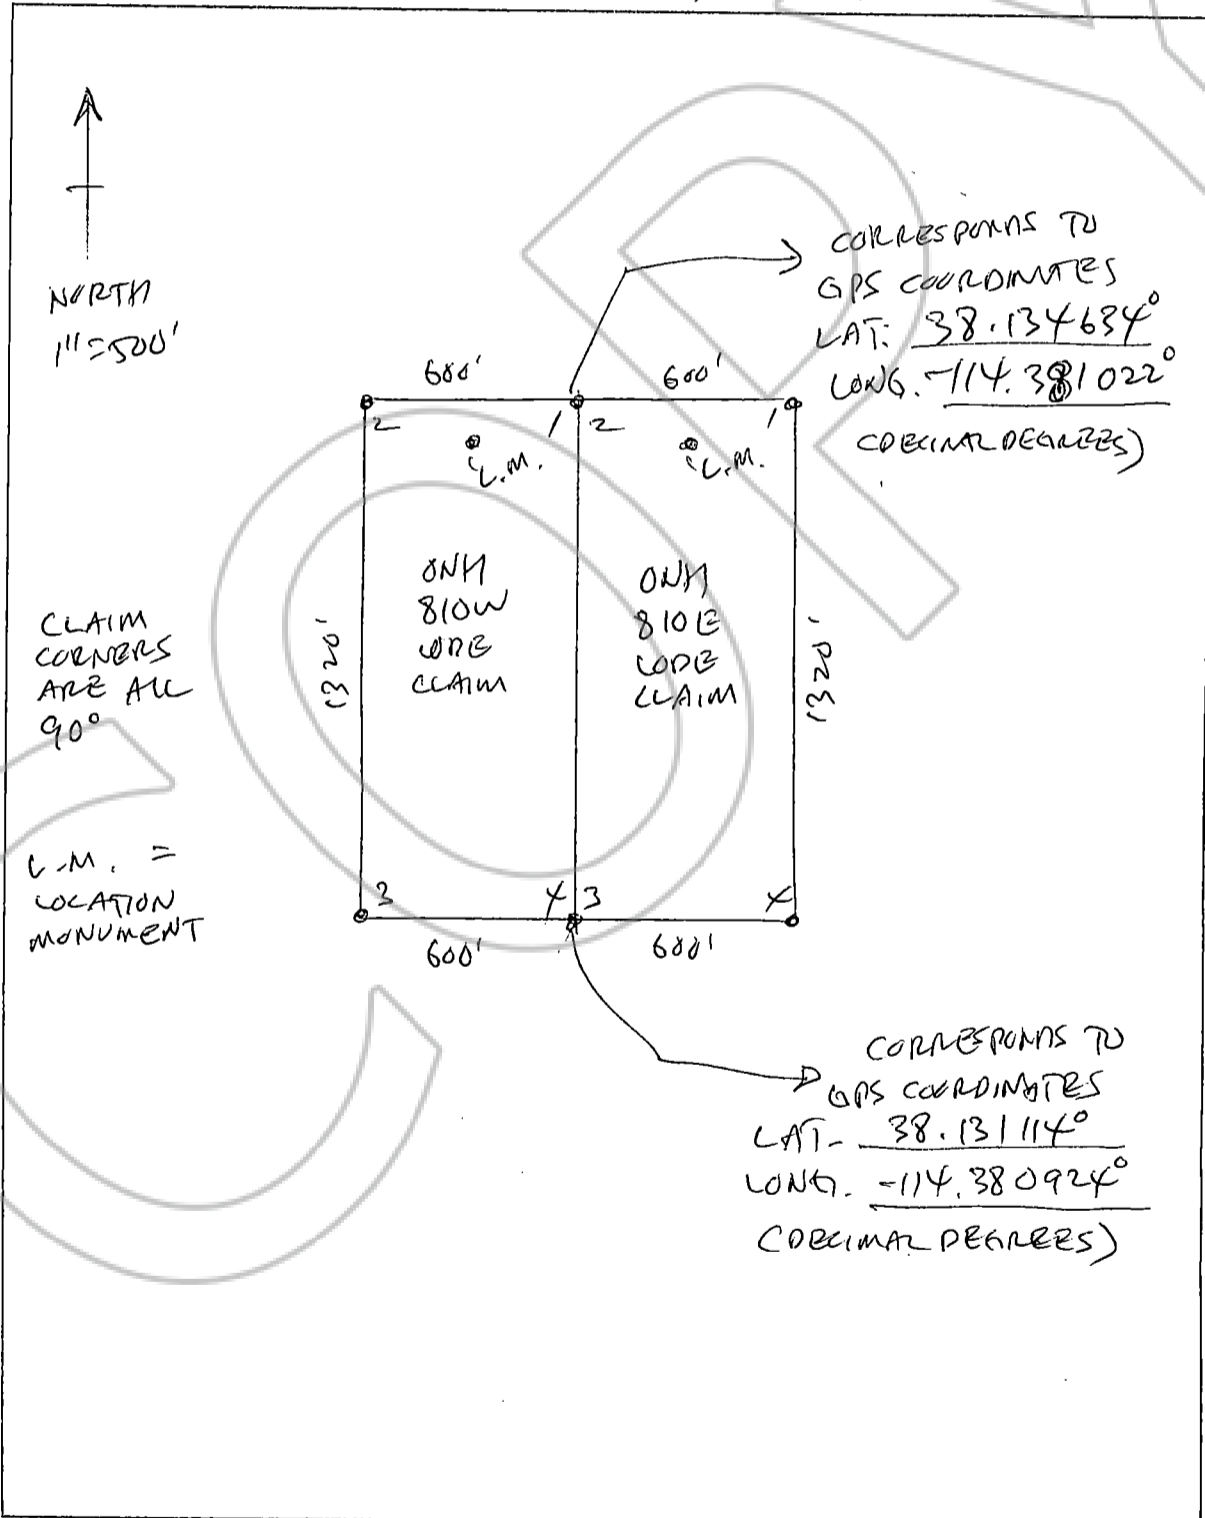 NORTH
1"=500'
CORRESPONDS TO
GPS COORDINATES
LAT. 38.134634°
LONG. -114.381022°
(DECIMAL DEGREES)
600'
600'
2
1
2
1
L.M.
L.M.
ONH
810W
LODE
CLAIM
ONH
810E
LODE
CLAIM
1320'
1320'
CLAIM
CORNERS
ARE ALL
90°
L.M. =
LOCATION
MONUMENT
3
4
3
4
600'
600'
CORRESPONDS TO
GPS COORDINATES
LAT- 38.131114°
LONG. -114.380924°
(DECIMAL DEGREES)
COPY